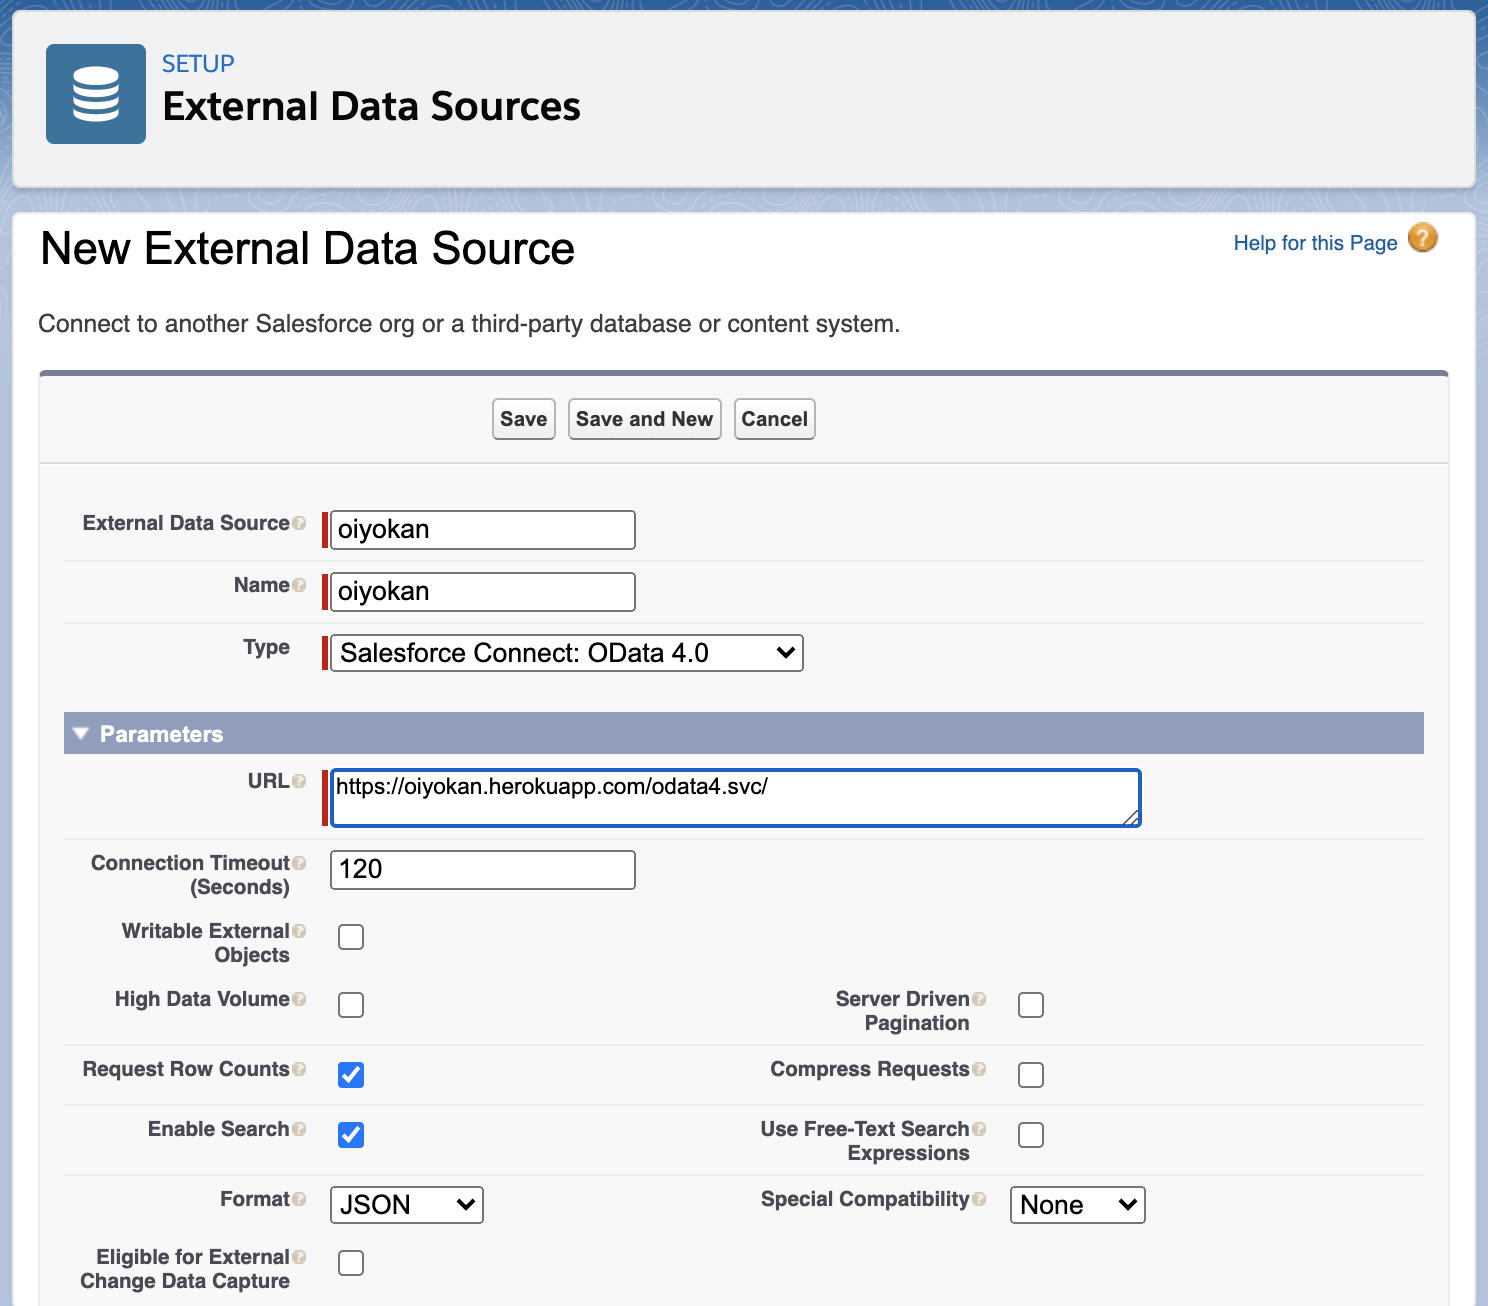 SETUP
External Data Sources
New External Data Source
Help for this Page ?
Connect to another Salesforce org or a third-party database or content system.
Save Save and New Cancel
External Data Source ? oiyokan
Name ? oiyokan
Type Salesforce Connect: OData 4.0
Parameters
URL ? https://oiyokan.herokuapp.com/odata4.svc/
Connection Timeout ? 120
(Seconds)
Writable External ?
Objects
High Data Volume ? Server Driven ?
Pagination
Request Row Counts ? Compress Requests ?
Enable Search ? Use Free-Text Search ?
Expressions
Format ? JSON Special Compatibility ? None
Eligible for External ?
Change Data Capture